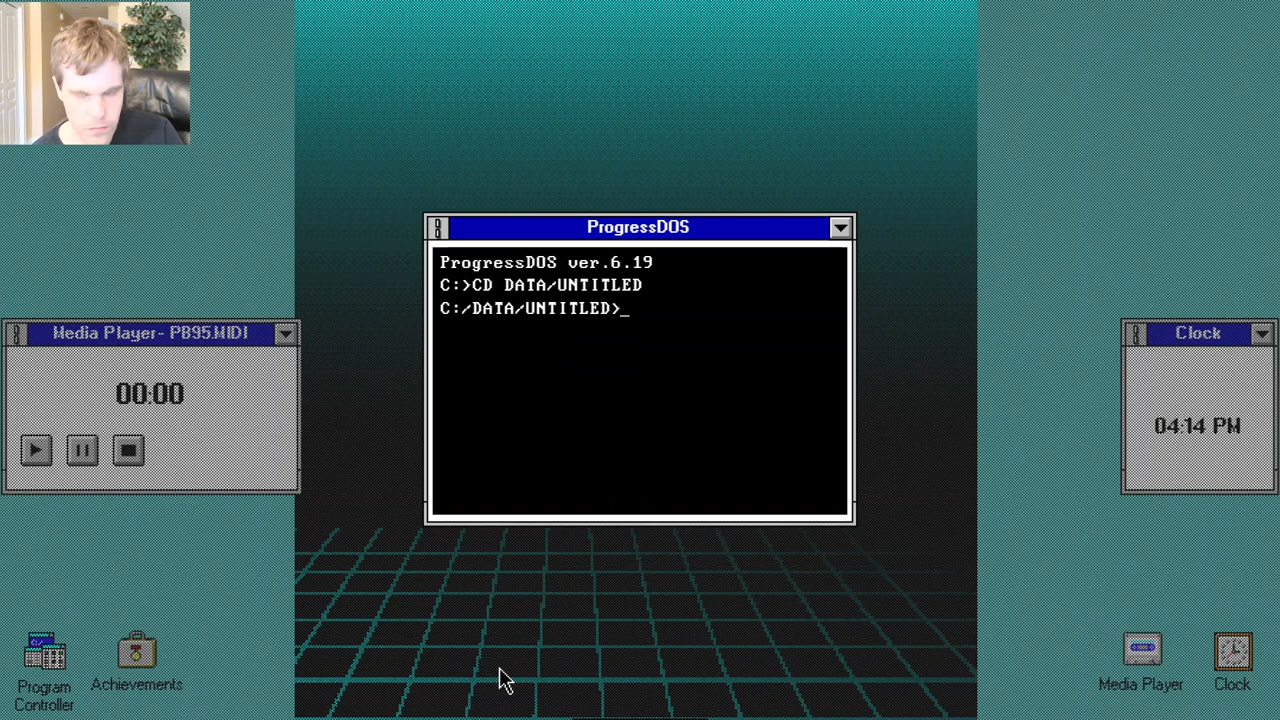 ProgressDOS
ProgressDOS ver.6.19
C:>CD DATA/UNTITLED
C:/DATA/UNTITLED>_
Media Player- PB95.MIDI
00:00
Clock
04:14 PM
Program Controller
Achievements
Media Player
Clock